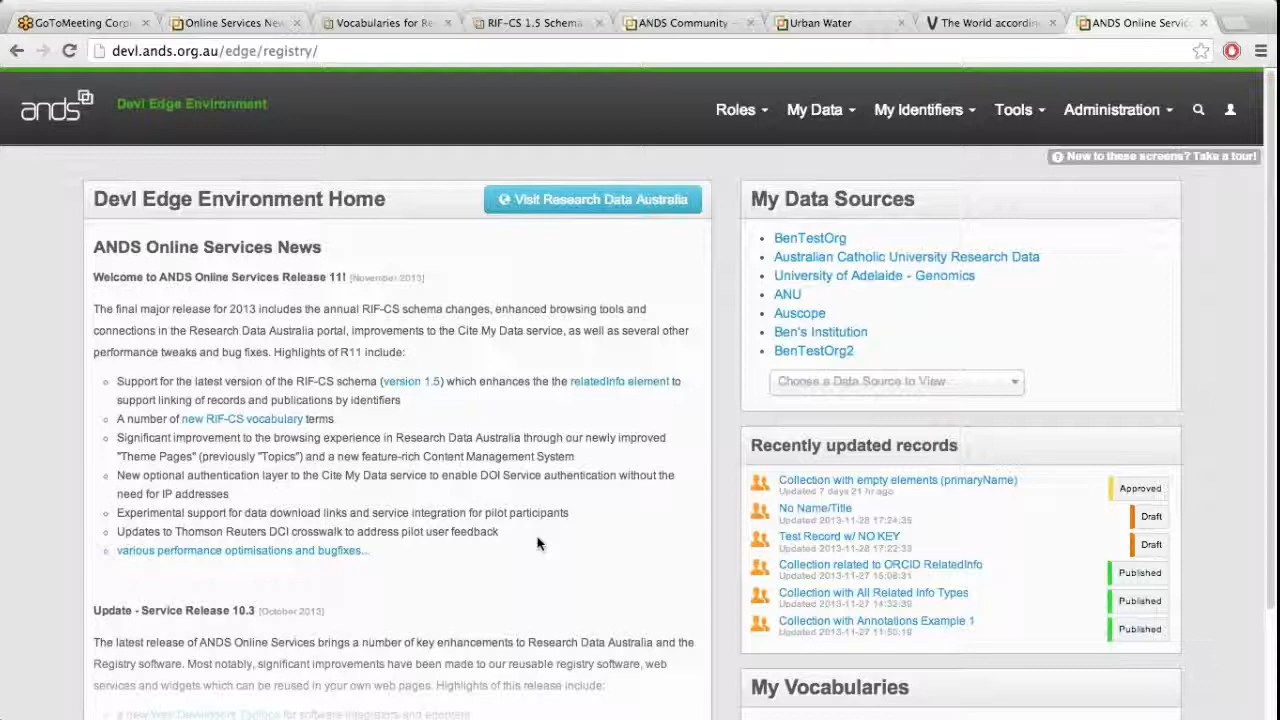 GoToMeeting Corp
Online Services New
Vocabularies for Re
RIF-CS 1.5 Schema
ANDS Community
Urban Water
The World accordin
ANDS Online Servic
devl.ands.org.au/edge/registry/
ands
Devl Edge Environment
Roles
My Data
My Identifiers
Tools
Administration
New to these screens? Take a tour!
Devl Edge Environment Home
Visit Research Data Australia
ANDS Online Services News
Welcome to ANDS Online Services Release 11! [November 2013]
The final major release for 2013 includes the annual RIF-CS schema changes, enhanced browsing tools and
connections in the Research Data Australia portal, improvements to the Cite My Data service, as well as several other
performance tweaks and bug fixes. Highlights of R11 include:
Support for the latest version of the RIF-CS schema (version 1.5) which enhances the the relatedInfo element to
support linking of records and publications by identifiers
A number of new RIF-CS vocabulary terms
Significant improvement to the browsing experience in Research Data Australia through our newly improved
"Theme Pages" (previously "Topics") and a new feature-rich Content Management System
New optional authentication layer to the Cite My Data service to enable DOI Service authentication without the
need for IP addresses
Experimental support for data download links and service integration for pilot participants
Updates to Thomson Reuters DCI crosswalk to address pilot user feedback
various performance optimisations and bugfixes...
Update - Service Release 10.3 [October 2013]
The latest release of ANDS Online Services brings a number of key enhancements to Research Data Australia and the
Registry software. Most notably, significant improvements have been made to our reusable registry software, web
services and widgets which can be reused in your own web pages. Highlights of this release include:
a new Web Development Toolbox for software integrators and
My Data Sources
BenTestOrg
Australian Catholic University Research Data
University of Adelaide - Genomics
ANU
Auscope
Ben's Institution
BenTestOrg2
Choose a Data Source to View
Recently updated records
Collection with empty elements (primaryName)
Updated 7 days 21 hr ago
Approved
No Name/Title
Updated 2013-11-28 17:24:35
Draft
Test Record w/ NO KEY
Updated 2013-11-28 17:22:33
Draft
Collection related to ORCID RelatedInfo
Updated 2013-11-27 15:08:31
Published
Collection with All Related Info Types
Updated 2013-11-27 14:32:39
Published
Collection with Annotations Example 1
Updated 2013-11-27 11:50:19
Published
My Vocabularies